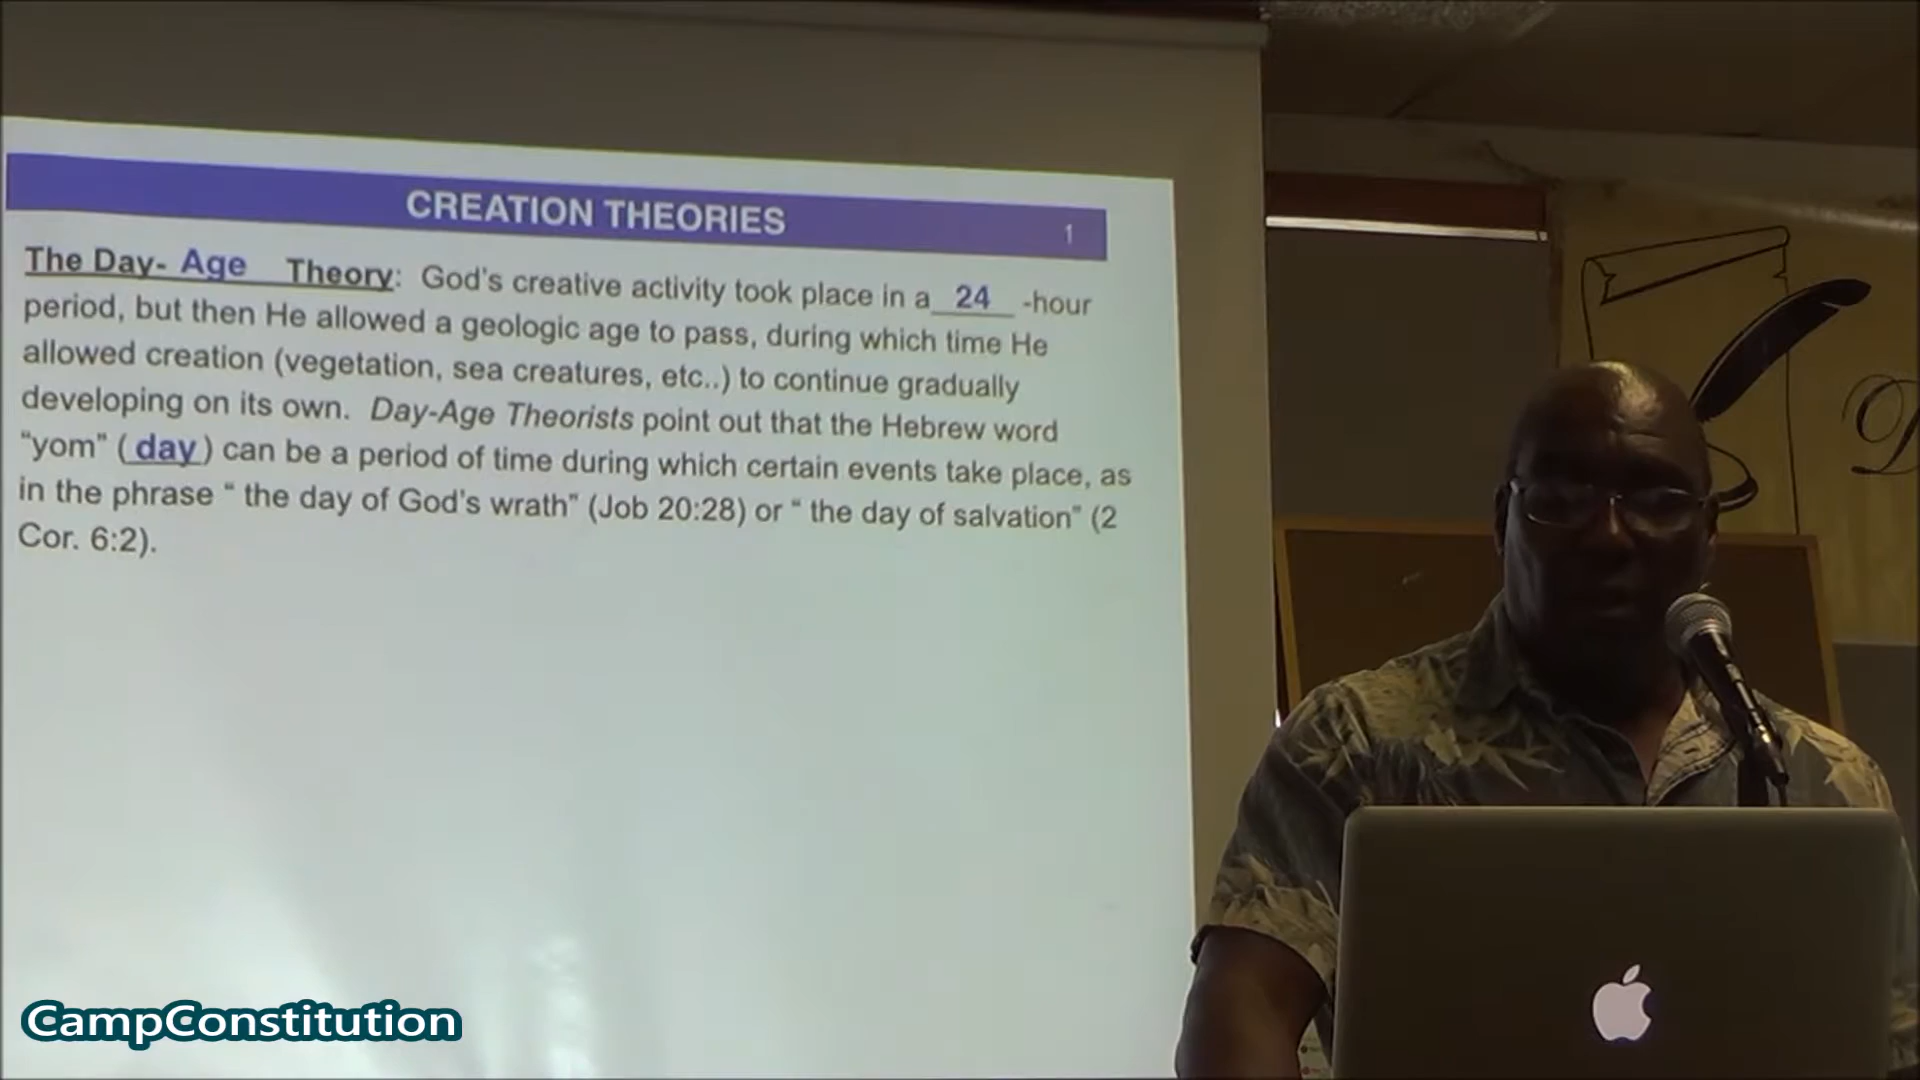 CREATION THEORIES 1
The Day- Age Theory: God's creative activity took place in a 24 -hour
period, but then He allowed a geologic age to pass, during which time He
allowed creation (vegetation, sea creatures, etc..) to continue gradually
developing on its own. Day-Age Theorists point out that the Hebrew word
“yom” (day) can be a period of time during which certain events take place, as
in the phrase “ the day of God's wrath” (Job 20:28) or “ the day of salvation” (2
Cor. 6:2).
D
CampConstitution